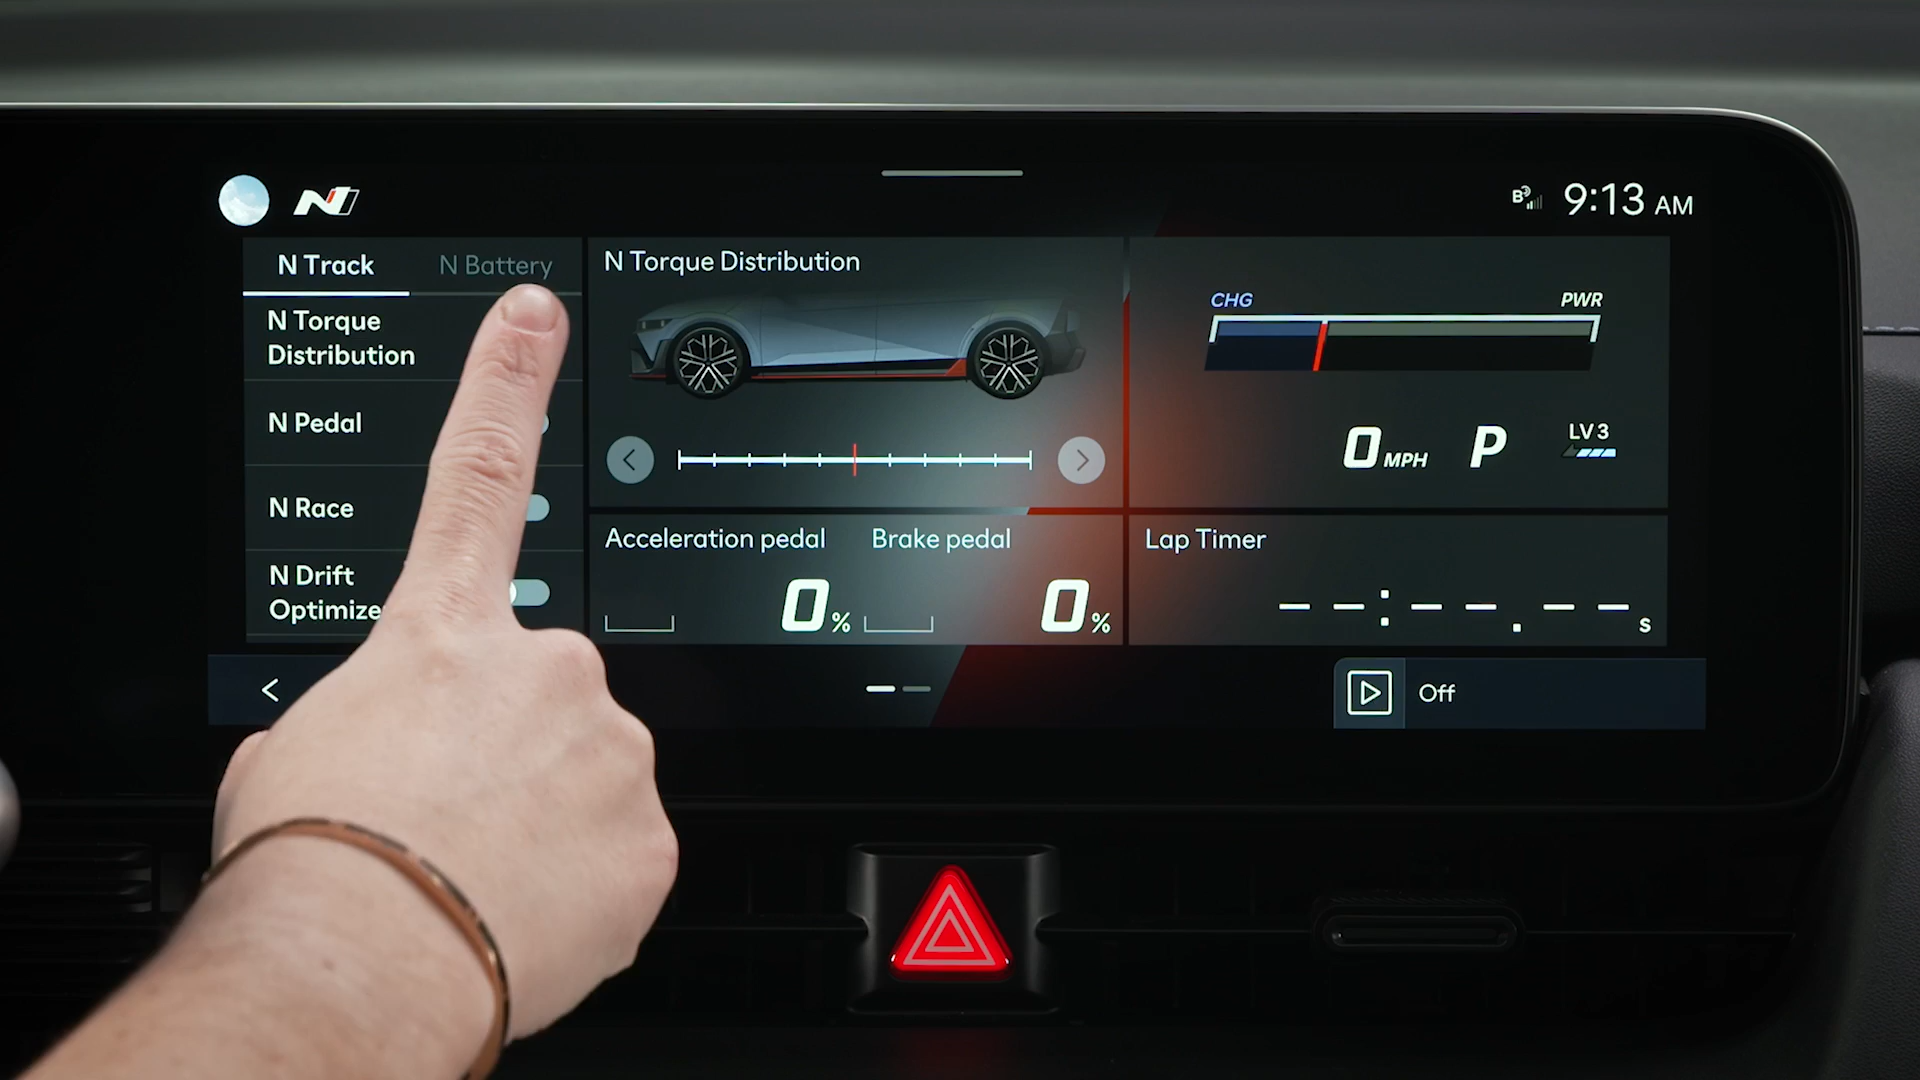 9:13 AM
N Track
N Battery
N Torque
Distribution
N Pedal
N Race
N Drift
Optimize
N Torque Distribution
Acceleration pedal
0%
Brake pedal
0%
CHG
PWR
0 MPH
P
LV 3
Lap Timer
--:--.--s
Off